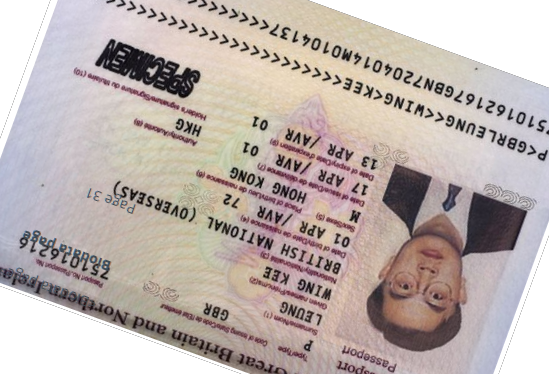 Great Britain and Northern Irela
Passport
Passeport
Type/Type
P
Code of Issuing State/Code de l'État émetteur
GBR
Passport No./Passeport No.
Surname/Nom (1)
LEUNG
Given names/Prénoms (2)
WING KEE
Nationality/Nationalité (3)
BRITISH NATIONAL (OVERSEAS)
Biodata page
Page 31
Date of birth/Date de naissance (4)
01 APR / AVR 72
Sex/Sexe (5)
M
Place of birth/Lieu de naissance (6)
HONG KONG
Date of issue/Date de délivrance (7)
17 APR / AVR 01
Authority/Autorité (8)
HKG
Date of expiry/Date d'expiration (9)
13 APR / AVR 01
Holder's signature/Signature du titulaire (10)
SPECIMEN
P<GBRLEUNG<<WING<KEE<<<<<<<<<<<<<<<<<<<<<<